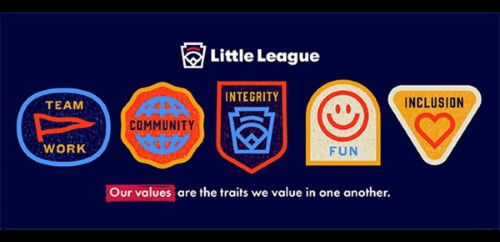 Little League
TEAM
WORK
COMMUNITY
INTEGRITY
FUN
INCLUSION
Our values are the traits we value in one another.